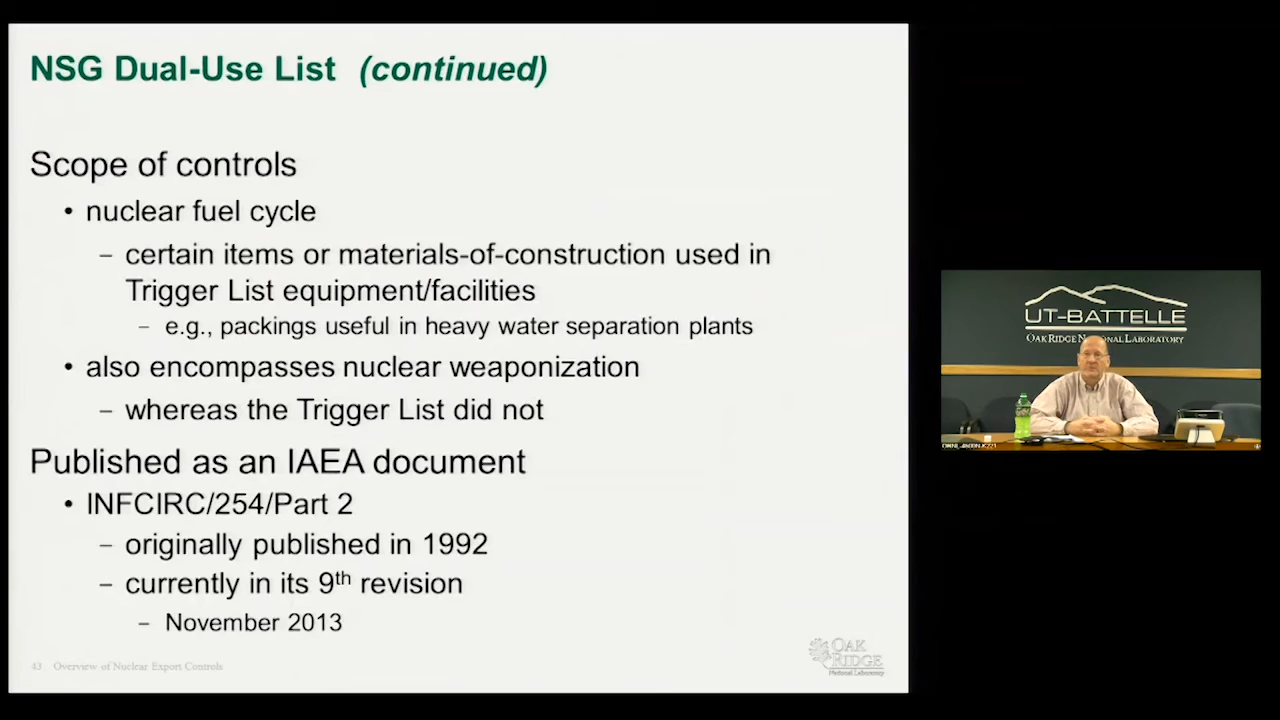 NSG Dual-Use List (continued)
Scope of controls
• nuclear fuel cycle
– certain items or materials-of-construction used in
Trigger List equipment/facilities
– e.g., packings useful in heavy water separation plants
• also encompasses nuclear weaponization
– whereas the Trigger List did not
Published as an IAEA document
• INFCIRC/254/Part 2
– originally published in 1992
– currently in its 9th revision
– November 2013
43 Overview of Nuclear Export Controls
OAK
RIDGE
National Laboratory
UT-BATTELLE
OAK RIDGE NATIONAL LABORATORY